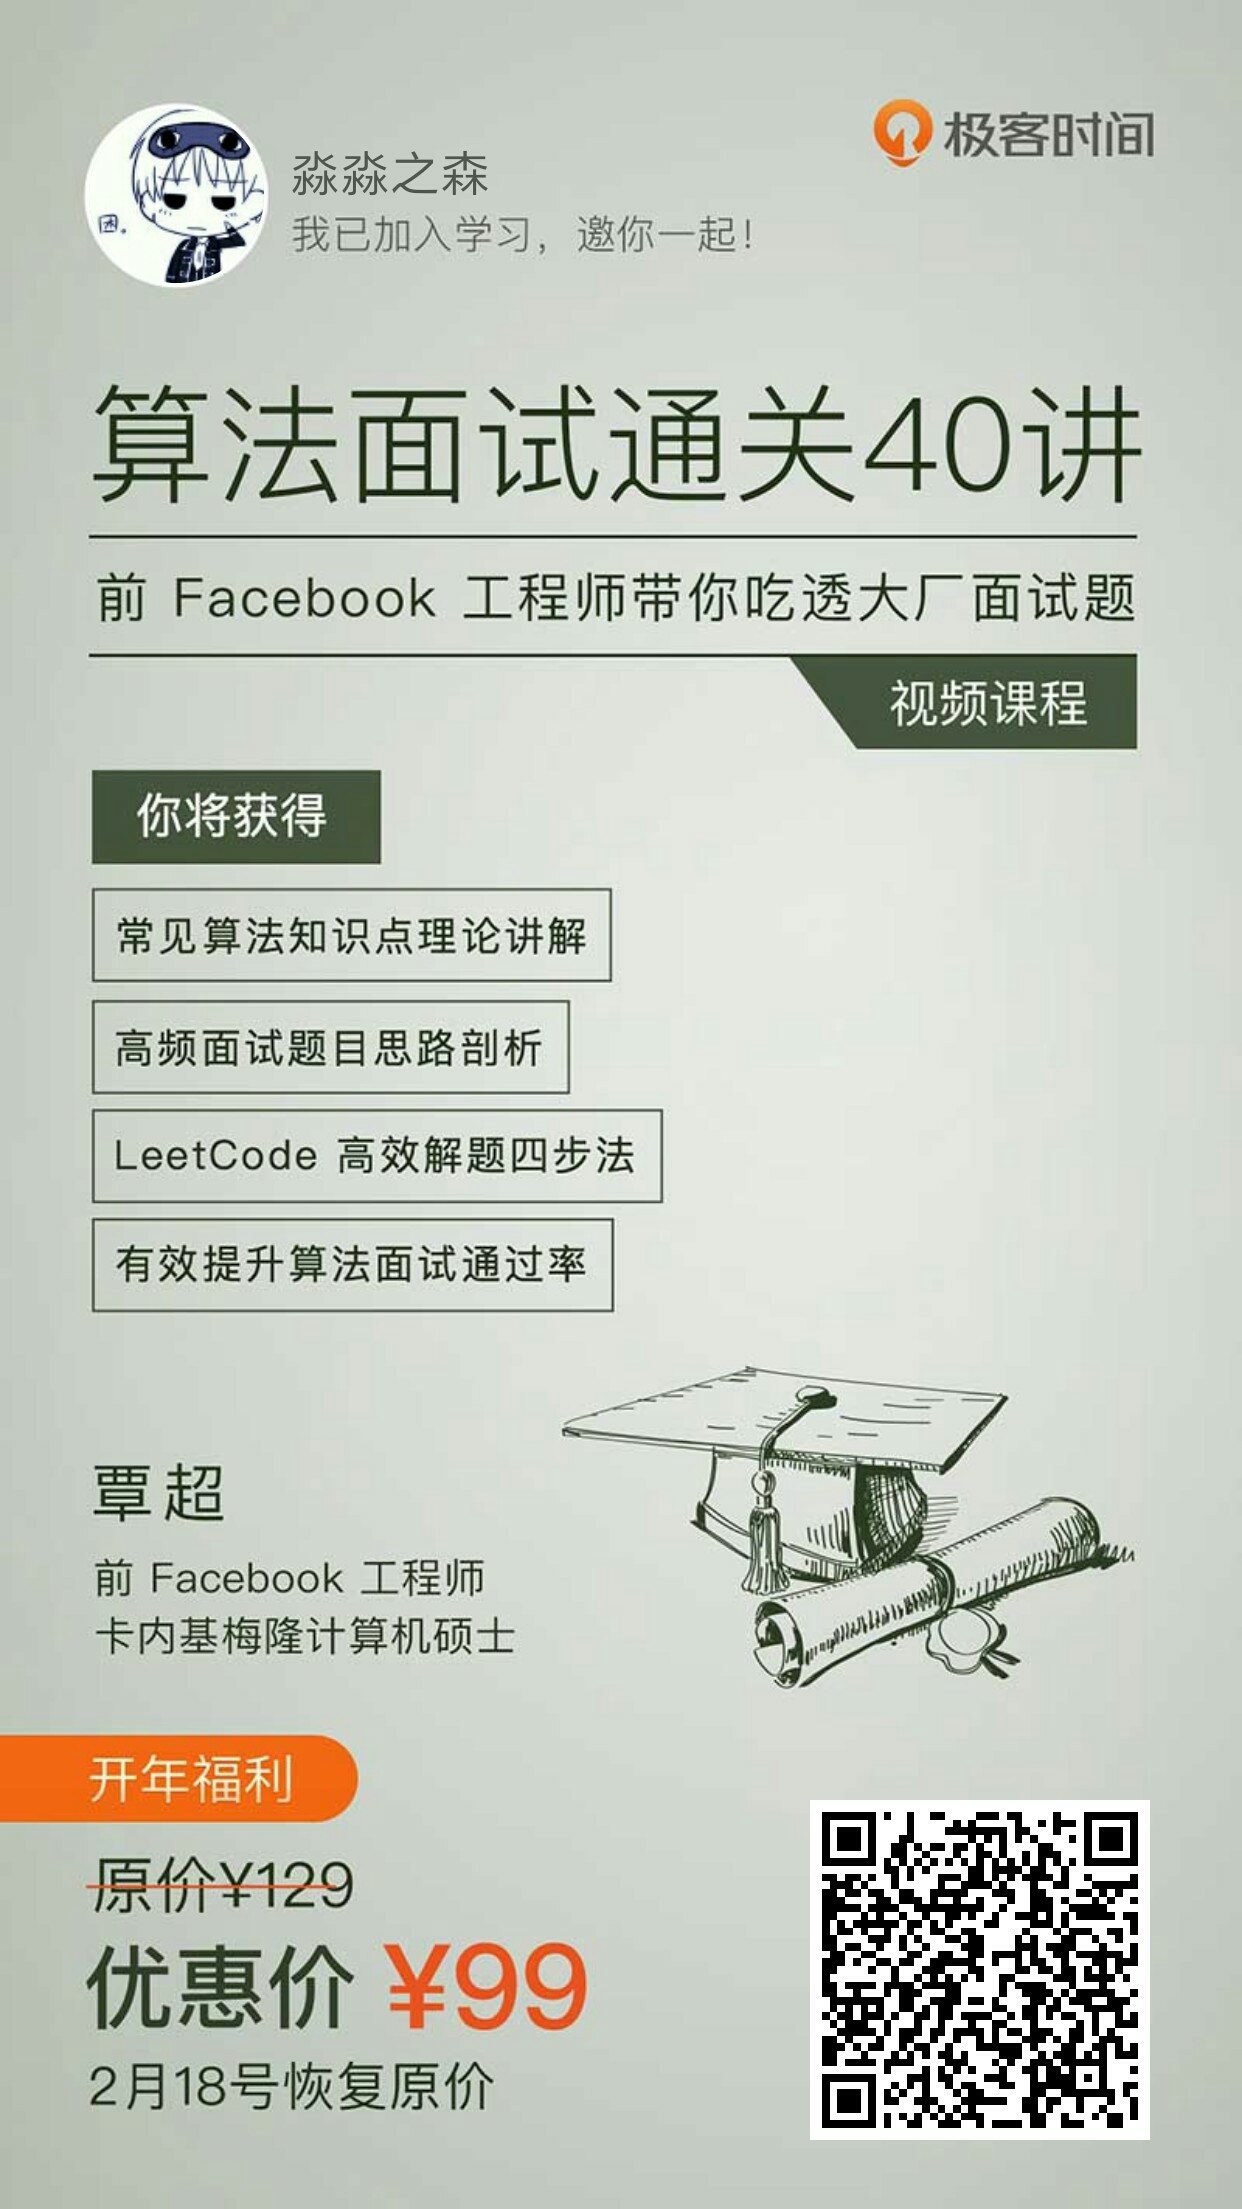 极客时间
淼淼之森
我已加入学习，邀你一起！
困。
算法面试通关40讲
前 Facebook 工程师带你吃透大厂面试题
视频课程
你将获得
常见算法知识点理论讲解
高频面试题目思路剖析
LeetCode 高效解题四步法
有效提升算法面试通过率
覃超
前 Facebook 工程师
卡内基梅隆计算机硕士
开年福利
原价¥129
优惠价 ¥99
2月18号恢复原价